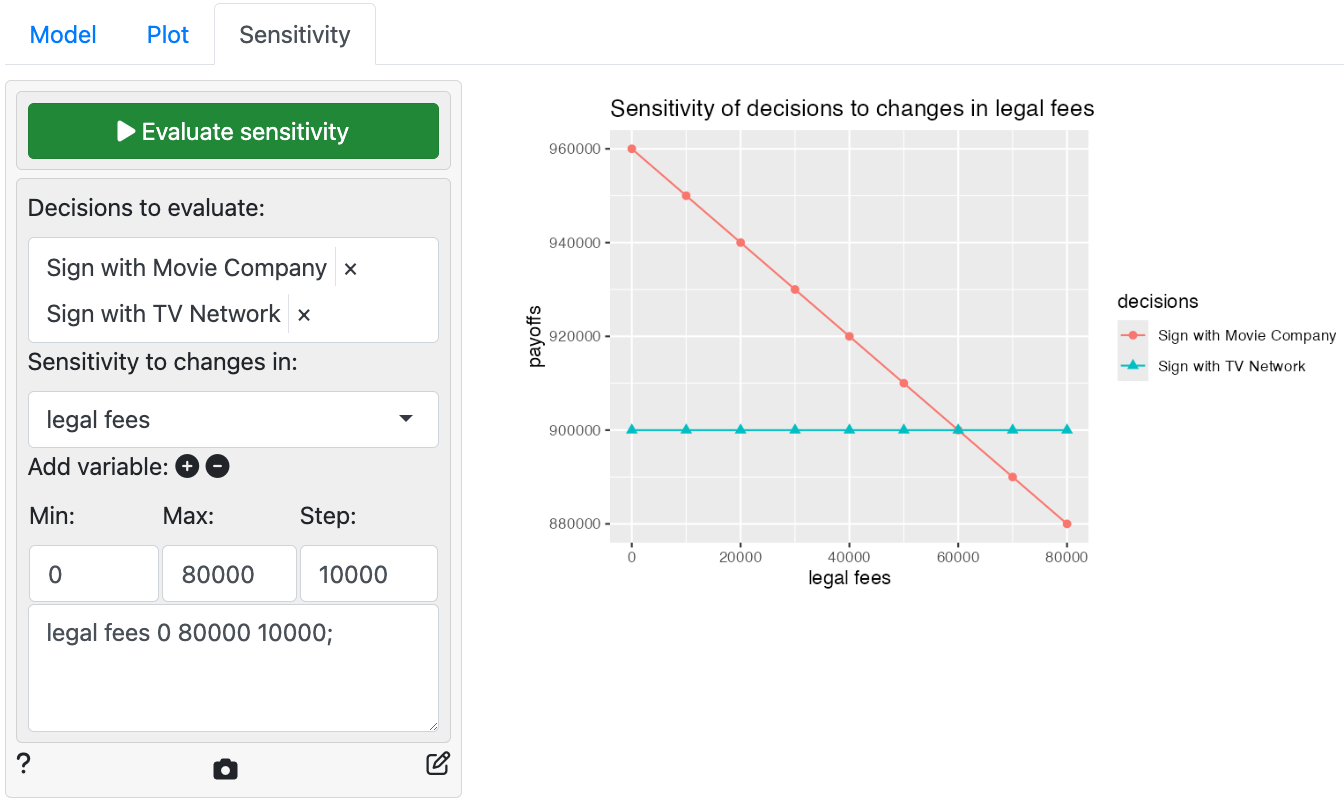 Model Plot Sensitivity
Evaluate sensitivity
Decisions to evaluate:
Sign with Movie Company ×
Sign with TV Network ×
Sensitivity to changes in:
legal fees
Add variable: + −
Min: Max: Step:
0 80000 10000
legal fees 0 80000 10000;
?
Sensitivity of decisions to changes in legal fees
payoffs
960000
940000
920000
900000
880000
0 20000 40000 60000 80000
legal fees
decisions
Sign with Movie Company
Sign with TV Network